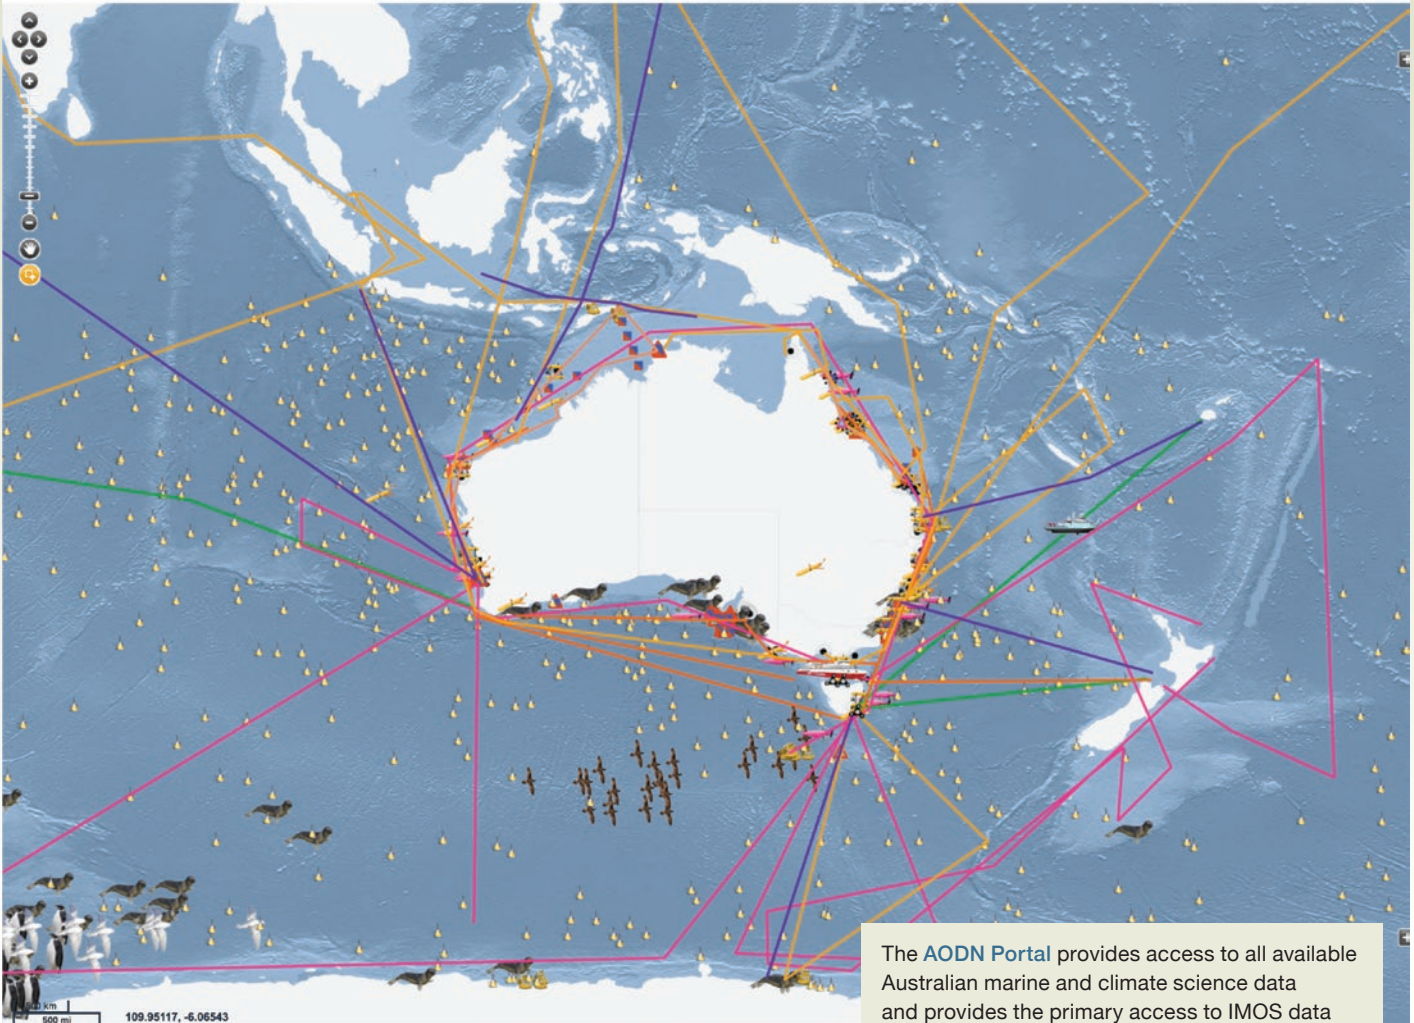 The AODN Portal provides access to all available
Australian marine and climate science data
and provides the primary access to IMOS data
500 mi
109.95117, -6.06543